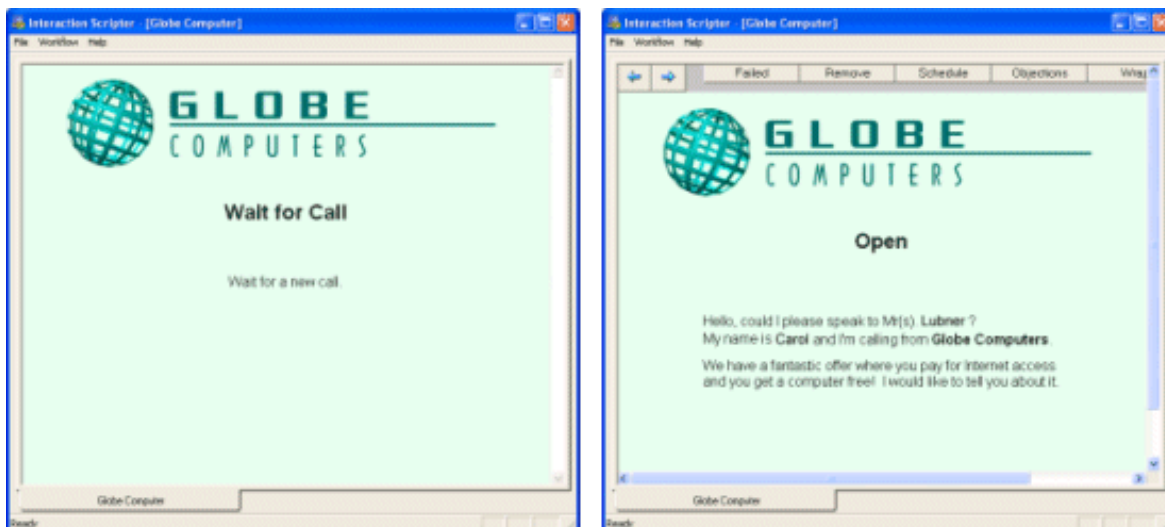 Interaction Scripter - [Globe Computer]
File Workflow Help
GLOBE
COMPUTERS
Wait for Call
Wait for a new call.
Globe Computer
Ready
Interaction Scripter - [Globe Computer]
File Workflow Help
Failed Remove Schedule Objections Wrap
GLOBE
COMPUTERS
Open
Hello, could I please speak to Mr(s). Lubner ?
My name is Carol and I'm calling from Globe Computers.
We have a fantastic offer where you pay for Internet access
and you get a computer free! I would like to tell you about it.
Globe Computer
Ready